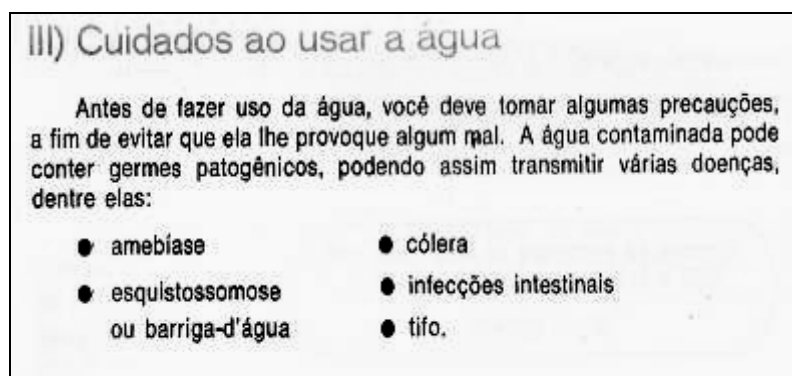 III) Cuidados ao usar a água
Antes de fazer uso da água, você deve tomar algumas precauções,
a fim de evitar que ela lhe provoque algum mal. A água contaminada pode
conter germes patogênicos, podendo assim transmitir várias doenças,
dentre elas:
● amebíase
● esquistossomose
ou barriga-d'água
● cólera
● infecções intestinais
● tifo.